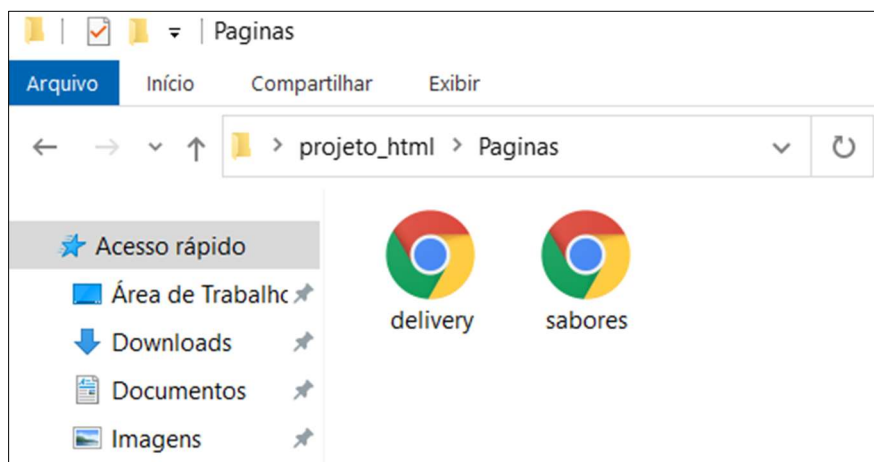 Paginas
Arquivo Início Compartilhar Exibir
projeto_html > Paginas
Acesso rápido
Área de Trabalho
Downloads
Documentos
Imagens
delivery sabores